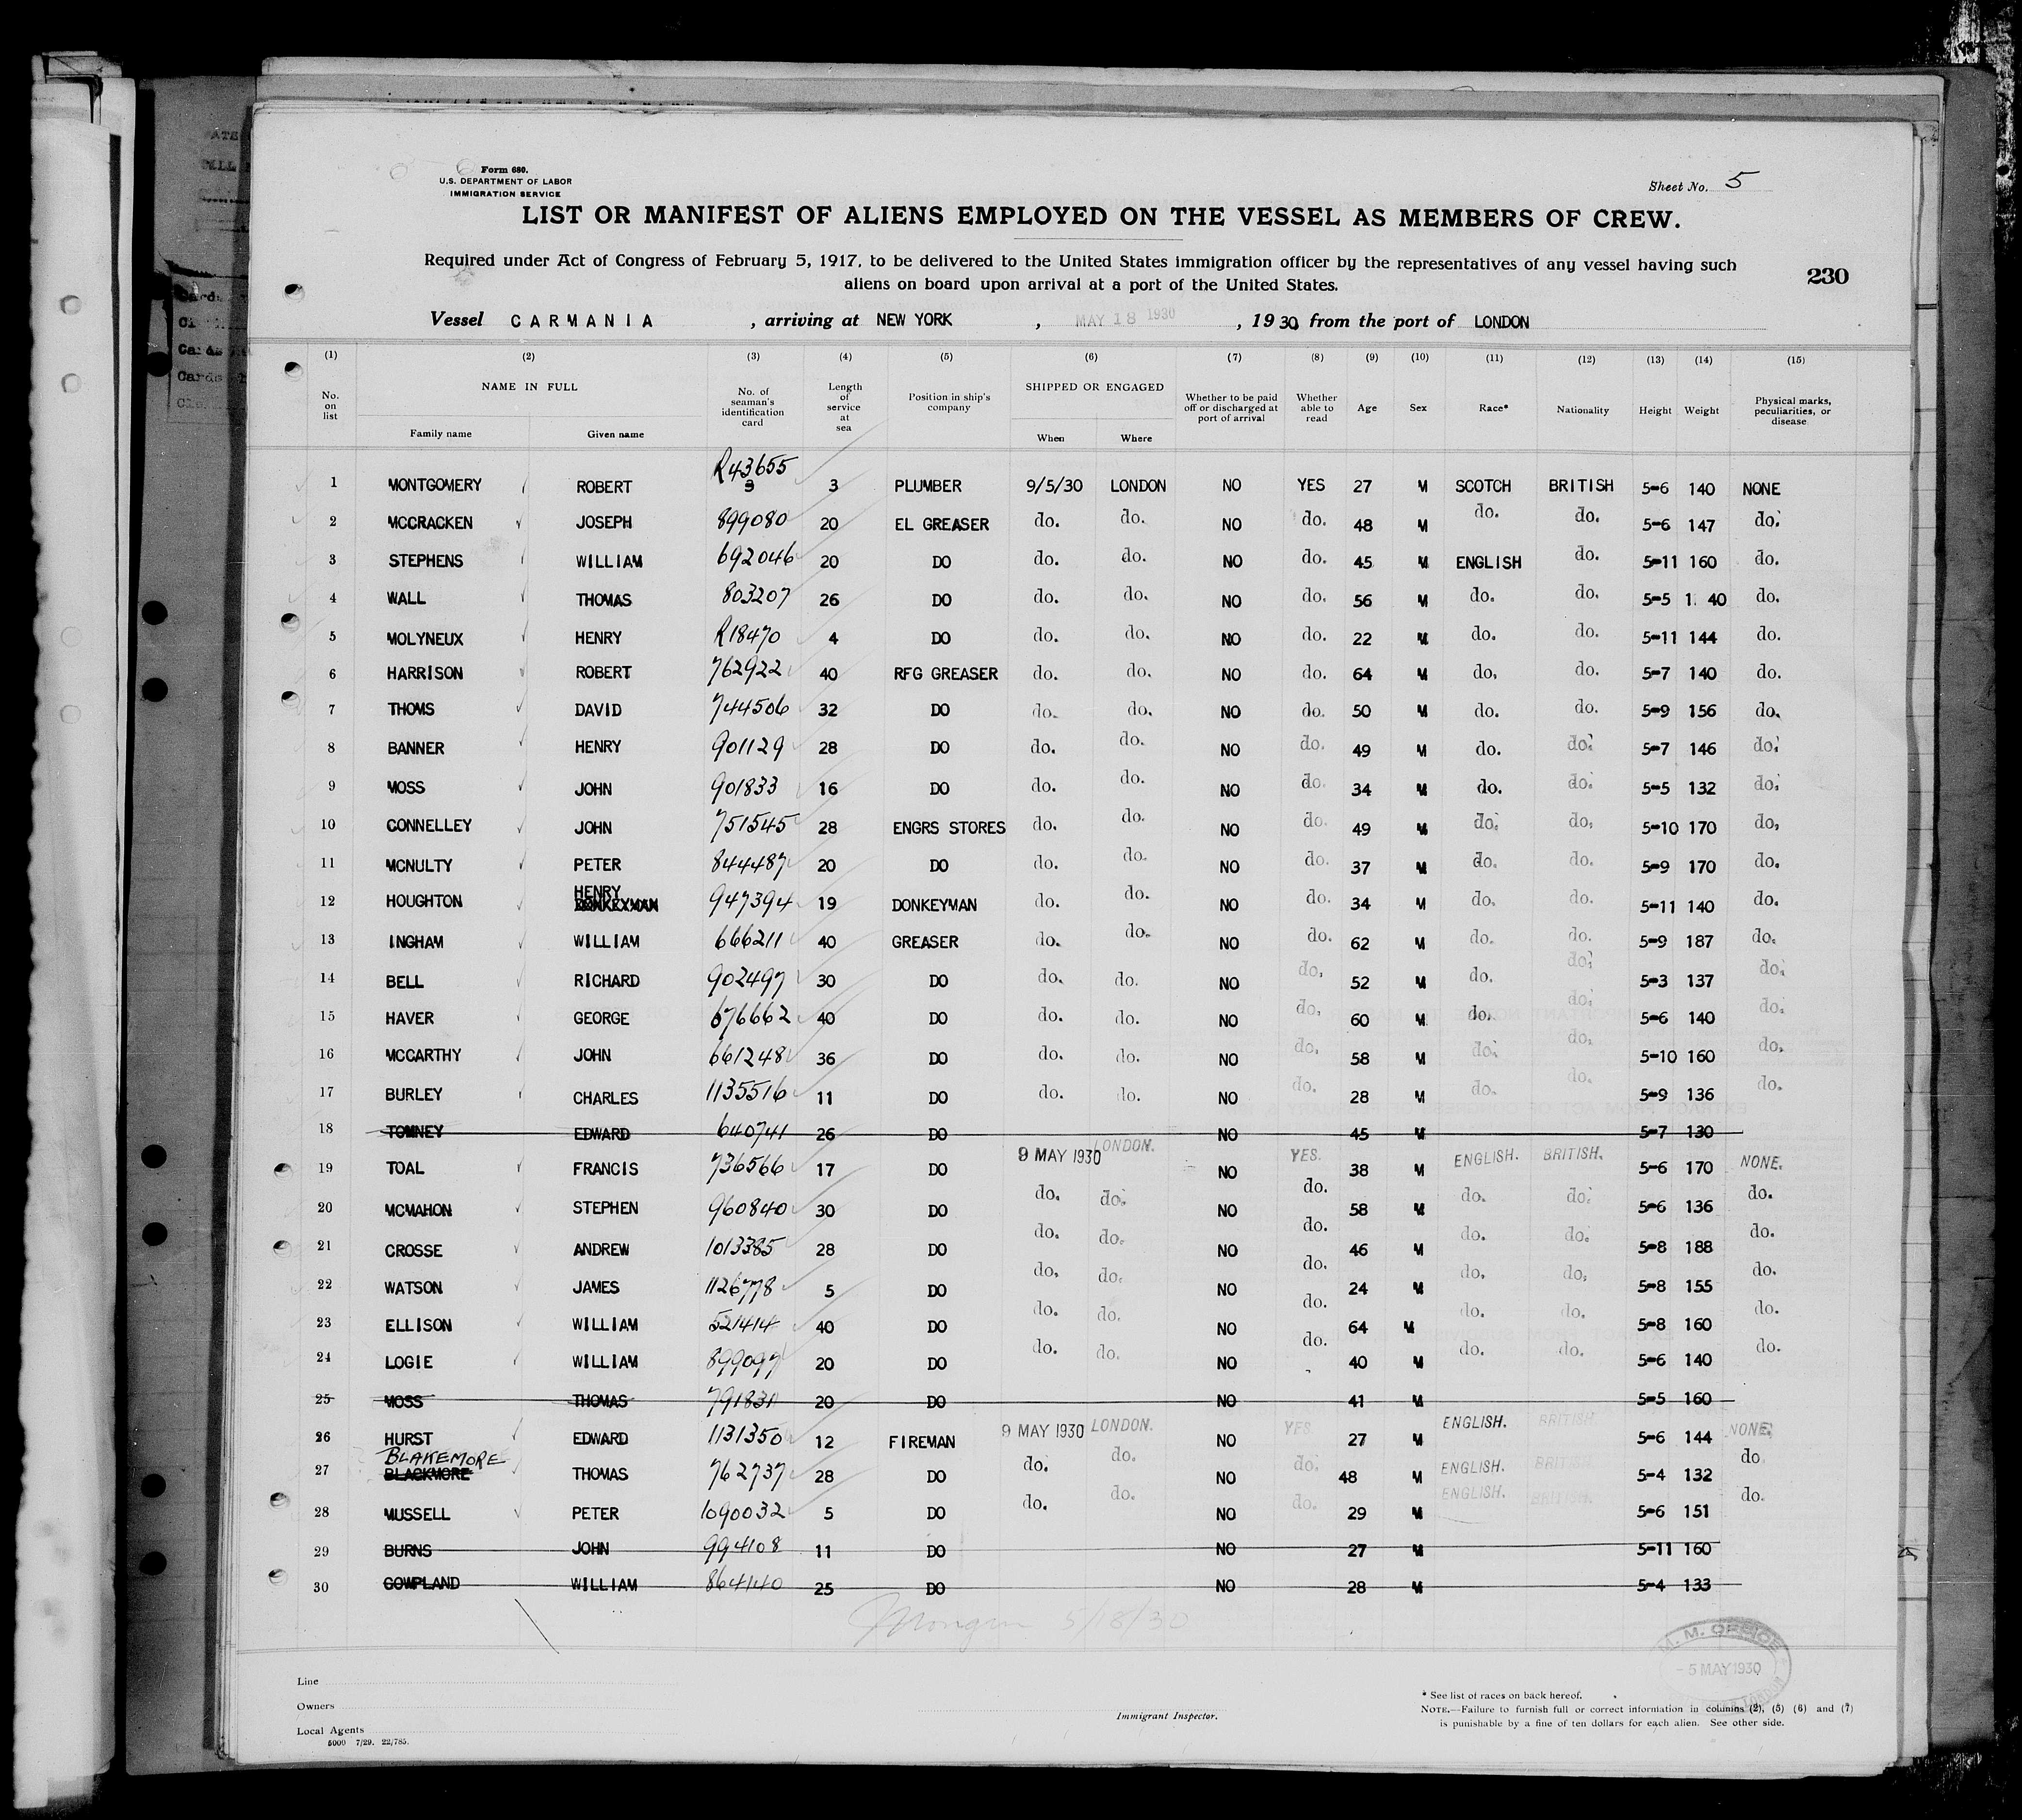 Form 680.
U.S. DEPARTMENT OF LABOR
IMMIGRATION SERVICE
Sheet No. 5
LIST OR MANIFEST OF ALIENS EMPLOYED ON THE VESSEL AS MEMBERS OF CREW.
Required under Act of Congress of February 5, 1917, to be delivered to the United States immigration officer by the representatives of any vessel having such
aliens on board upon arrival at a port of the United States.
230
Vessel CARMANIA , arriving at NEW YORK , MAY 18 1930 , 1930, from the port of LONDON
(1) (2) (3) (4) (5) (6) (7) (8) (9) (10) (11) (12) (13) (14) (15)
No. on list NAME IN FULL Family name Given name No. of seaman's identification card Length of service at sea Position in ship's company SHIPPED OR ENGAGED When Where Whether to be paid off or discharged at port of arrival Whether able to read Age Sex Race* Nationality Height Weight Physical marks, peculiarities, or disease
1 MONTGOMERY ROBERT R43655 3 PLUMBER 9/5/30 LONDON NO YES 27 M SCOTCH BRITISH 5-6 140 NONE
2 MCCRACKEN JOSEPH 899080 20 EL GREASER do. do. NO do. 48 M do. do. 5-6 147 do.
3 STEPHENS WILLIAM 692046 20 DO do. do. NO do. 45 M ENGLISH do. 5-11 160 do.
4 WALL THOMAS 803207 26 DO do. do. NO do. 56 M do. do. 5-5 1. 40 do.
5 MOLYNEUX HENRY R18470 4 DO do. do. NO do. 22 M do. do. 5-11 144 do.
6 HARRISON ROBERT 762922 40 RFG GREASER do. do. NO do. 64 M do. do. 5-7 140 do.
7 THOMS DAVID 744506 32 DO do. do. NO do. 50 M do. do. 5-9 156 do.
8 BANNER HENRY 901129 28 DO do. do. NO do. 49 M do. do. 5-7 146 do.
9 MOSS JOHN 901833 16 DO do. do. NO do. 34 M do. do. 5-5 132 do.
10 CONNELLEY JOHN 751545 28 ENGRS STORES do. do. NO do. 49 M do. do. 5-10 170 do.
11 MCNULTY PETER 844487 20 DO do. do. NO do. 37 M do. do. 5-9 170 do.
12 HOUGHTON HENRY DONKEYMAN 947394 19 DONKEYMAN do. do. NO do. 34 M do. do. 5-11 140 do.
13 INGHAM WILLIAM 666211 40 GREASER do. do. NO do. 62 M do. do. 5-9 187 do.
14 BELL RICHARD 902497 30 DO do. do. NO do. 52 M do. do. 5-3 137 do.
15 HAVER GEORGE 676662 40 DO do. do. NO do. 60 M do. do. 5-6 140 do.
16 MCCARTHY JOHN 661248 36 DO do. do. NO do. 58 M do. do. 5-10 160 do.
17 BURLEY CHARLES 1135516 11 DO do. do. NO do. 28 M do. do. 5-9 136 do.
18 TOMNEY EDWARD 640741 26 DO NO 45 M 5-7 130
19 TOAL FRANCIS 736566 17 DO 9 MAY 1930 LONDON. NO YES. 38 M ENGLISH. BRITISH. 5-6 170 NONE.
20 MCMAHON STEPHEN 960840 30 DO do. do. NO do. 58 M do. do. 5-6 136 do.
21 CROSSE ANDREW 1013385 28 DO do. do. NO do. 46 M do. do. 5-8 188 do.
22 WATSON JAMES 1126778 5 DO do. do. NO do. 24 M do. do. 5-8 155 do.
23 ELLISON WILLIAM 521414 40 DO do. do. NO do. 64 M do. do. 5-8 160 do.
24 LOGIE WILLIAM 899097 20 DO do. do. NO do. 40 M do. do. 5-6 140 do.
25 MOSS THOMAS 791831 20 DO NO 41 M 5-5 160
26 HURST EDWARD 1131350 12 FIREMAN 9 MAY 1930 LONDON. NO YES 27 M ENGLISH. BRITISH. 5-6 144 NONE.
BLAKEMORE
27 BLACKMORE THOMAS 762737 28 DO do. do. NO do. 48 M ENGLISH. BRITISH. 5-4 132 do.
28 MUSSELL PETER 1090032 5 DO do. do. NO do. 29 M ENGLISH. BRITISH. 5-6 151 do.
29 BURNS JOHN 994108 11 DO NO 27 M 5-11 160
30 COWPLAND WILLIAM 864140 25 DO NO 28 M 5-4 133
5/18/30
M. M. OFFICE
-5 MAY 1930
Line
Owners
Local Agents
5000 7/29. 22/785.
Immigrant Inspector.
* See list of races on back hereof.
NOTE.—Failure to furnish full or correct information in columns (2), (5) (6) and (7)
is punishable by a fine of ten dollars for each alien. See other side.